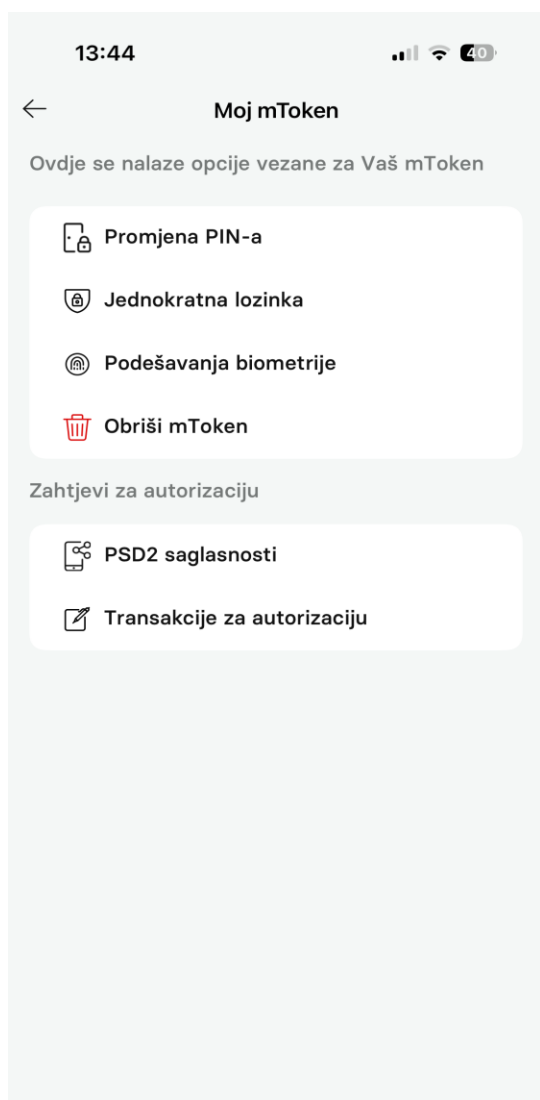 13:44
40
Moj mToken
Ovdje se nalaze opcije vezane za Vaš mToken
Promjena PIN-a
Jednokratna lozinka
Podešavanja biometrije
Obriši mToken
Zahtjevi za autorizaciju
PSD2 saglasnosti
Transakcije za autorizaciju